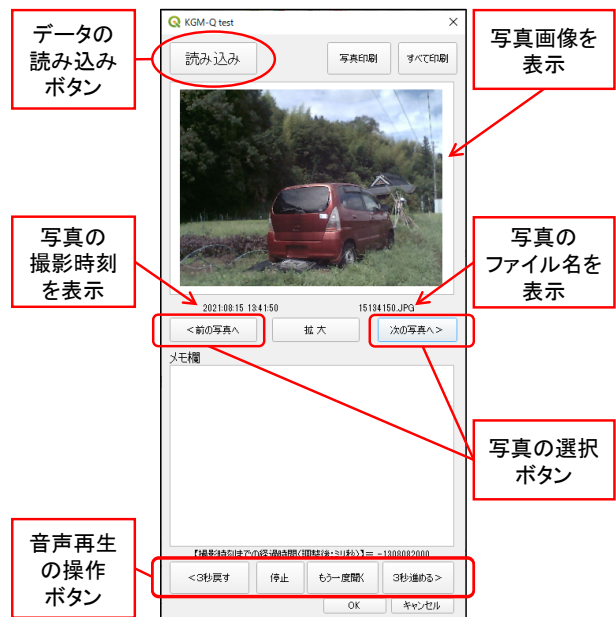 データの
読み込み
ボタン
KGM-Q test
読み込み
写真印刷
すべて印刷
写真画像を
表示
写真の
撮影時刻
を表示
写真の
ファイル名を
表示
2021:08:15 13:41:50
15134150.JPG
<前の写真へ
拡大
次の写真へ>
メモ欄
写真の選択
ボタン
音声再生
の操作
ボタン
【撮影時刻までの経過時間(調整後・ミリ秒)】= -1308082000
<3秒戻す
停止
もう一度聞く
3秒進める>
OK
キャンセル